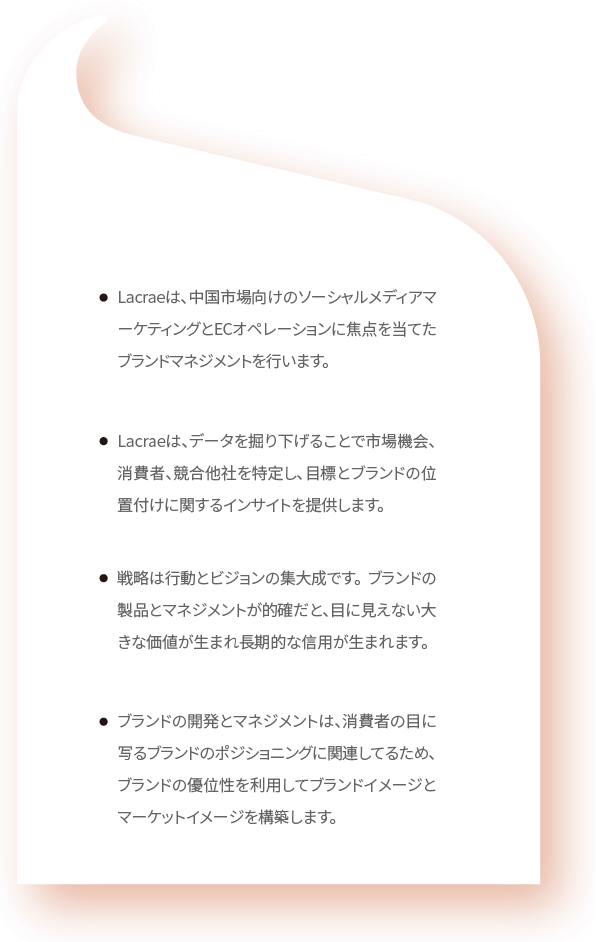 ● Lacraeは、中国市場向けのソーシャルメディアマ
ーケティングとECオペレーションに焦点を当てた
ブランドマネジメントを行います。
● Lacraeは、データを掘り下げることで市場機会、
消費者、競合他社を特定し、目標とブランドの位
置付けに関するインサイトを提供します。
● 戦略は行動とビジョンの集大成です。ブランドの
製品とマネジメントが的確だと、目に見えない大
きな価値が生まれ長期的な信用が生まれます。
● ブランドの開発とマネジメントは、消費者の目に
写るブランドのポジショニングに関連してるため、
ブランドの優位性を利用してブランドイメージと
マーケットイメージを構築します。